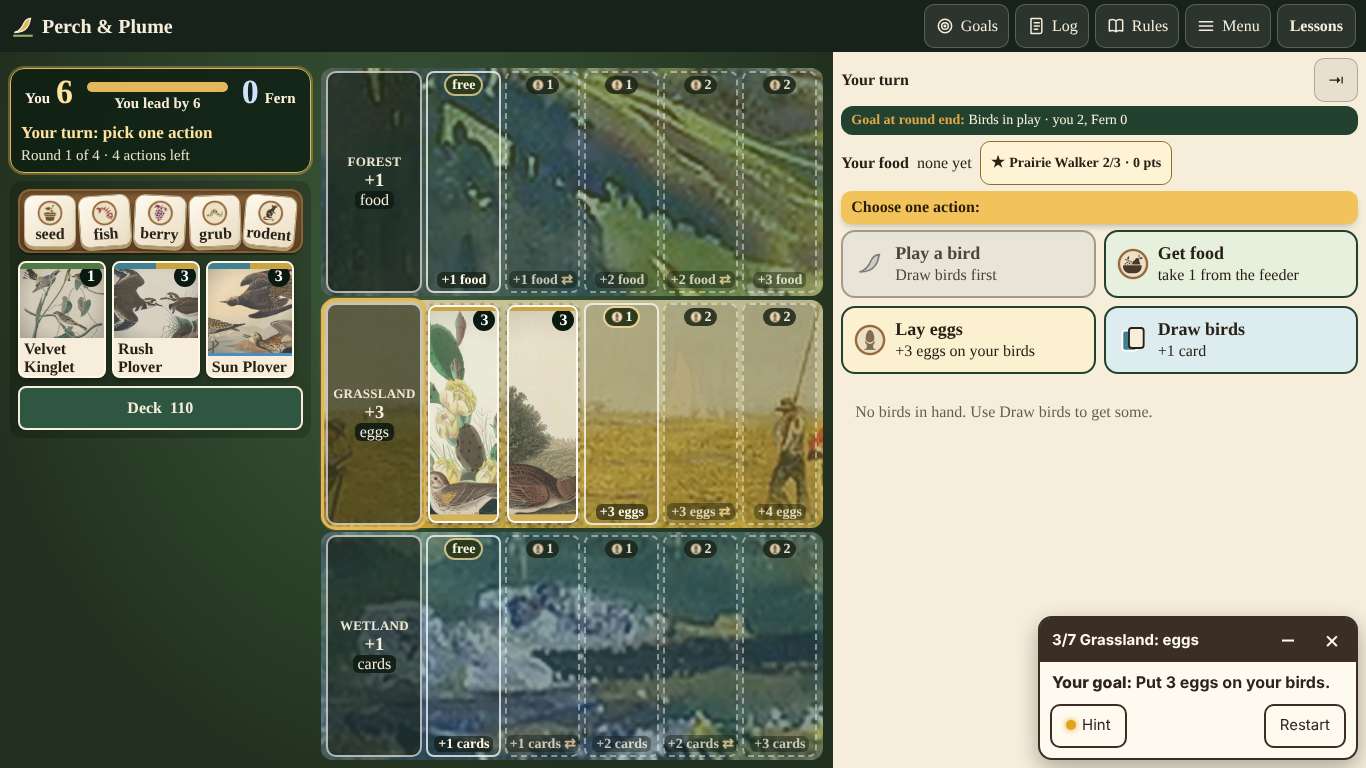 Perch & Plume
Goals
Log
Rules
Menu
Lessons
You 6
You lead by 6
0 Fern
Your turn: pick one action
Round 1 of 4 · 4 actions left
seed
fish
berry
grub
rodent
1
Velvet
Kinglet
3
Rush
Plover
3
Sun Plover
Deck 110
FOREST
+1
food
free
+1 food
1
+1 food ⇄
1
+2 food
2
+2 food ⇄
2
+3 food
GRASSLAND
+3
eggs
3
3
1
+3 eggs
2
+3 eggs ⇄
2
+4 eggs
WETLAND
+1
cards
free
+1 cards
1
+1 cards ⇄
1
+2 cards
2
+2 cards ⇄
2
+3 cards
Your turn
Goal at round end: Birds in play · you 2, Fern 0
Your food none yet
★ Prairie Walker 2/3 · 0 pts
Choose one action:
Play a bird
Draw birds first
Get food
take 1 from the feeder
Lay eggs
+3 eggs on your birds
Draw birds
+1 card
No birds in hand. Use Draw birds to get some.
3/7 Grassland: eggs
Your goal: Put 3 eggs on your birds.
Hint
Restart